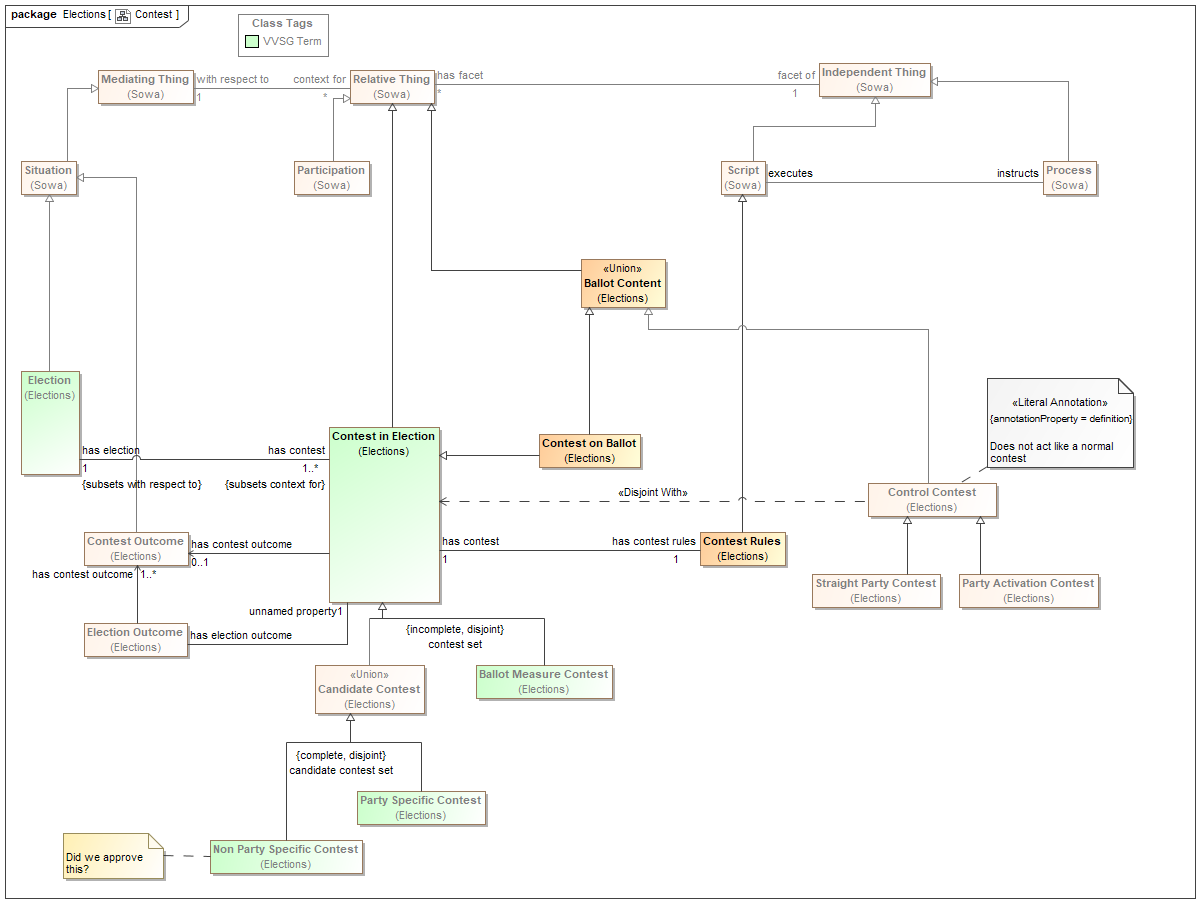 package Elections [ Contest ]
Class Tags
VVSG Term
Mediating Thing
(Sowa)
with respect to
1
context for
*
Relative Thing
(Sowa)
has facet
*
facet of
1
Independent Thing
(Sowa)
Situation
(Sowa)
Participation
(Sowa)
Script
(Sowa)
executes
instructs
Process
(Sowa)
«Union»
Ballot Content
(Elections)
Election
(Elections)
«Literal Annotation»
{annotationProperty = definition}
Does not act like a normal
contest
Contest in Election
(Elections)
Contest on Ballot
(Elections)
has election
1
{subsets with respect to}
has contest
1..*
{subsets context for}
«Disjoint With»
Control Contest
(Elections)
Contest Outcome
(Elections)
has contest outcome
0..1
has contest
1
has contest rules
1
Contest Rules
(Elections)
has contest outcome
1..*
Straight Party Contest
(Elections)
Party Activation Contest
(Elections)
unnamed property1
Election Outcome
(Elections)
has election outcome
{incomplete, disjoint}
contest set
«Union»
Candidate Contest
(Elections)
Ballot Measure Contest
(Elections)
{complete, disjoint}
candidate contest set
Party Specific Contest
(Elections)
Did we approve
this?
Non Party Specific Contest
(Elections)